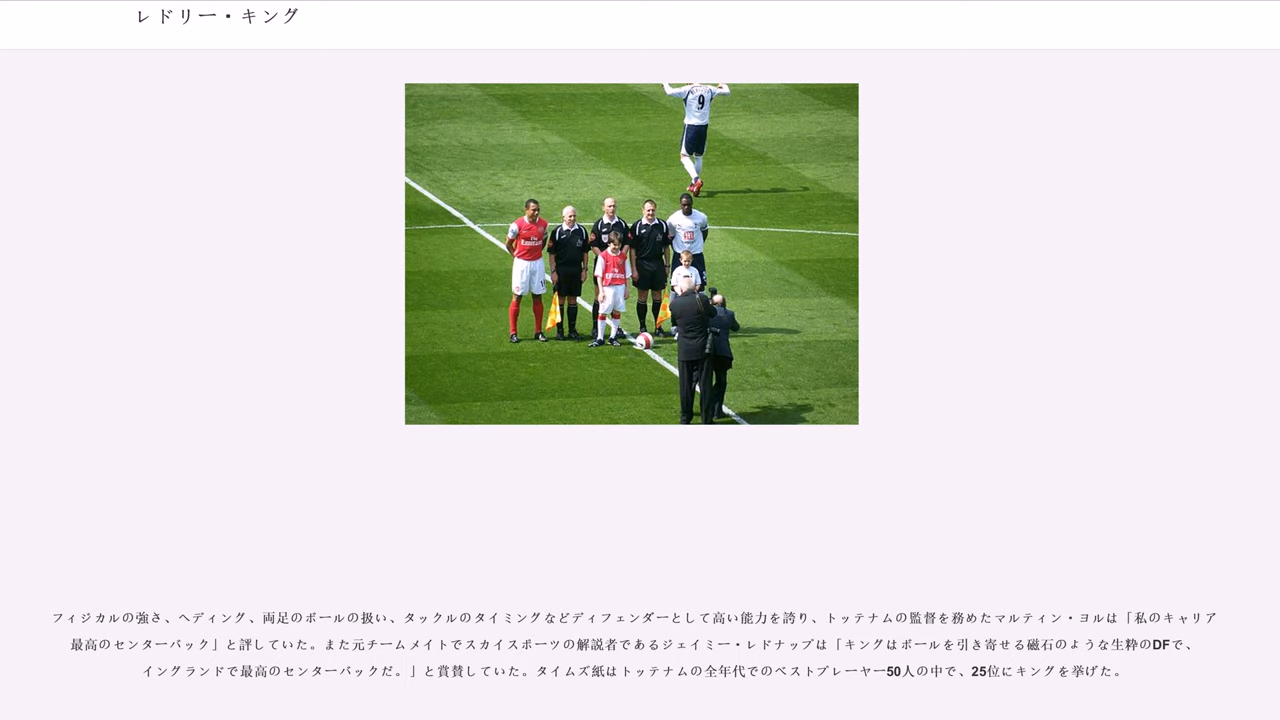 レドリー・キング
9
フィジカルの強さ、ヘディング、両足のボールの扱い、タックルのタイミングなどディフェンダーとして高い能力を誇り、トッテナムの監督を務めたマルティン・ヨルは「私のキャリア
最高のセンターバック」と評していた。また元チームメイトでスカイスポーツの解説者であるジェイミー・レドナップは「キングはボールを引き寄せる磁石のような生粋のDFで、
イングランドで最高のセンターバックだ。」と賞賛していた。タイムズ紙はトッテナムの全年代でのベストプレーヤー50人の中で、25位にキングを挙げた。